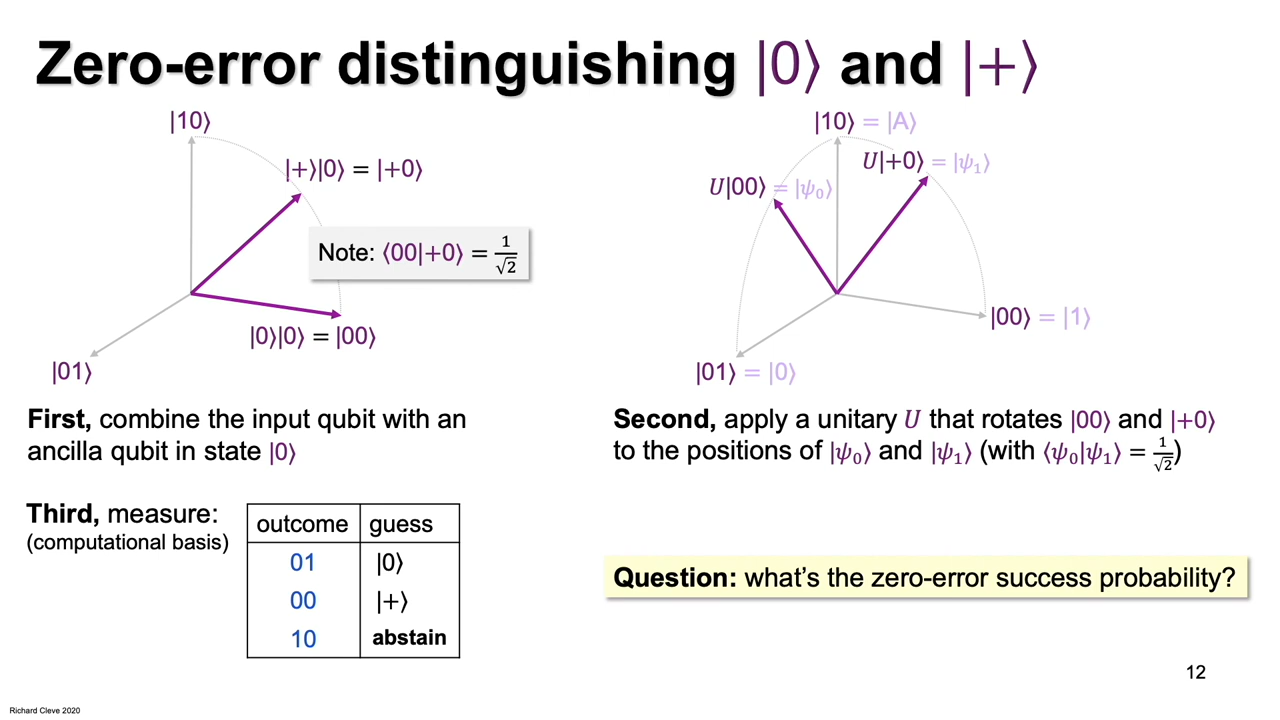 Zero-error distinguishing |0⟩ and |+⟩
|10⟩
|+⟩|0⟩ = |+0⟩
Note: ⟨00|+0⟩ = 1/√2
|0⟩|0⟩ = |00⟩
|01⟩
|10⟩ = |A⟩
U|+0⟩ = |ψ₁⟩
U|00⟩ = |ψ₀⟩
|00⟩ = |1⟩
|01⟩ = |0⟩
First, combine the input qubit with an
ancilla qubit in state |0⟩
Second, apply a unitary U that rotates |00⟩ and |+0⟩
to the positions of |ψ₀⟩ and |ψ₁⟩ (with ⟨ψ₀|ψ₁⟩ = 1/√2)
Third, measure:
(computational basis)
outcome guess
01 |0⟩
00 |+⟩
10 abstain
Question: what’s the zero-error success probability?
12
Richard Cleve 2020